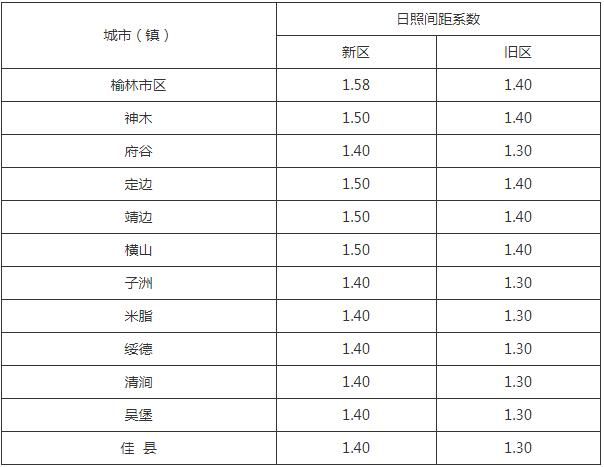 城市（镇） 日照间距系数
新区 旧区
榆林市区 1.58 1.40
神木 1.50 1.40
府谷 1.40 1.30
定边 1.50 1.40
靖边 1.50 1.40
横山 1.50 1.40
子洲 1.40 1.30
米脂 1.40 1.30
绥德 1.40 1.30
清涧 1.40 1.30
吴堡 1.40 1.30
佳 县 1.40 1.30